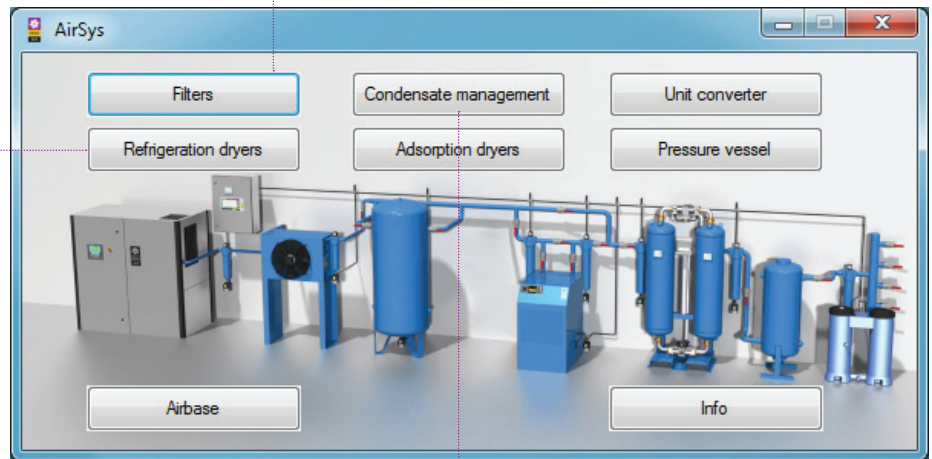 AirSys
Filters
Condensate management
Unit converter
Refrigeration dryers
Adsorption dryers
Pressure vessel
Airbase
Info